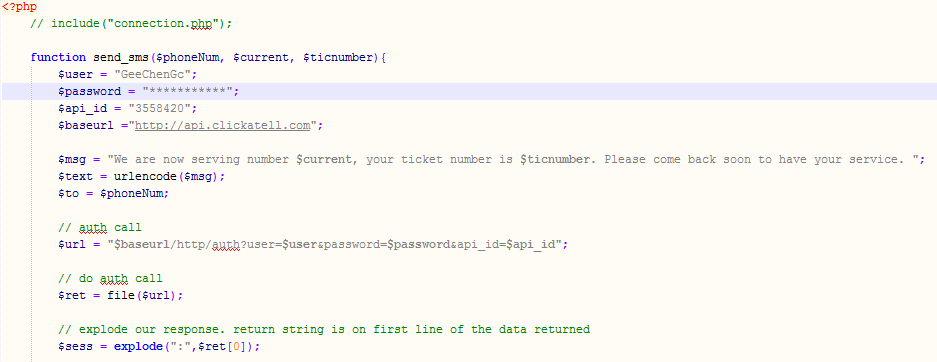 <?php
// include("connection.php");
function send_sms($phoneNum, $current, $ticnumber){
$user = "GeeChenGc";
$password = "***********";
$api_id = "3558420";
$baseurl ="http://api.clickatell.com";
$msg = "We are now serving number $current, your ticket number is $ticnumber. Please come back soon to have your service. ";
$text = urlencode($msg);
$to = $phoneNum;
// auth call
$url = "$baseurl/http/auth?user=$user&password=$password&api_id=$api_id";
// do auth call
$ret = file($url);
// explode our response. return string is on first line of the data returned
$sess = explode(":",$ret[0]);